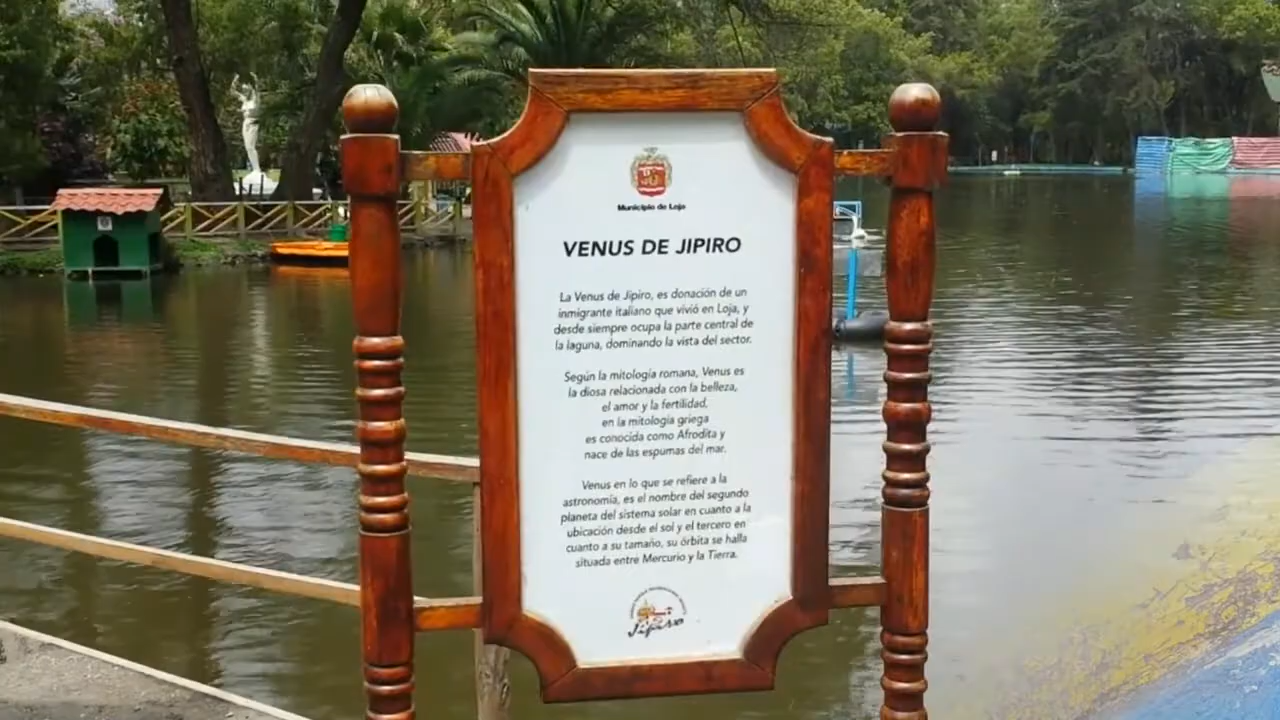 Municipio de Loja
VENUS DE JIPIRO
La Venus de Jipiro, es donación de un
inmigrante italiano que vivió en Loja, y
desde siempre ocupa la parte central de
la laguna, dominando la vista del sector.
Según la mitología romana, Venus es
la diosa relacionada con la belleza,
el amor y la fertilidad,
en la mitología griega
es conocida como Afrodita y
nace de las espumas del mar.
Venus en lo que se refiere a la
astronomía, es el nombre del segundo
planeta del sistema solar en cuanto a la
ubicación desde el sol y el tercero en
cuanto a su tamaño, su órbita se halla
situada entre Mercurio y la Tierra.
Jipiro